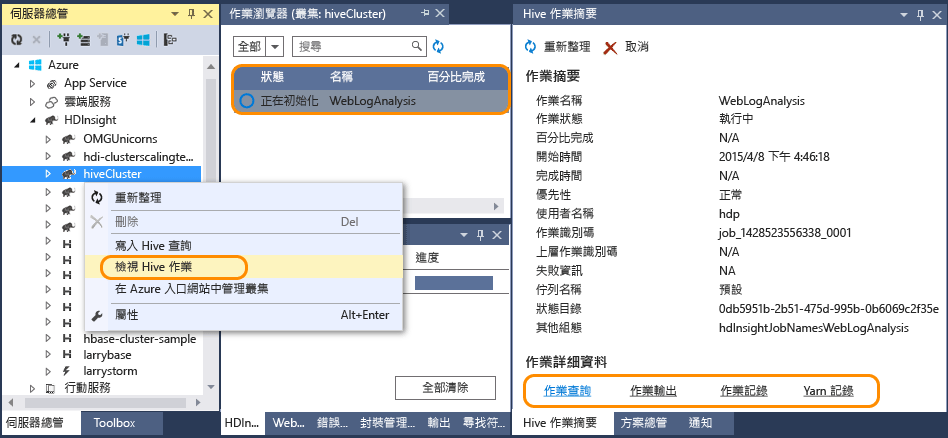 伺服器總管
Azure
App Service
雲端服務
HDInsight
OMGUnicorns
hdi-clusterscalingte...
hiveCluster
重新整理
刪除 Del
寫入 Hive 查詢
檢視 Hive 作業
在 Azure 入口網站中管理叢集
屬性 Alt+Enter
hbase-cluster-sample
larrybase
larrystorm
行動服務
伺服器總管 Toolbox
作業瀏覽器 (叢集: hiveCluster)
全部 搜尋
狀態 名稱 百分比完成
正在初始化 WebLogAnalysis
進度
全部清除
HDIn... Web... 錯誤... 封裝管理... 輸出 尋找符...
Hive 作業摘要
重新整理 取消
作業摘要
作業名稱 WebLogAnalysis
作業狀態 執行中
百分比完成 N/A
開始時間 2015/4/8 下午 4:46:18
完成時間 N/A
優先性 正常
使用者名稱 hdp
作業識別碼 job_1428523556338_0001
上層作業識別碼 N/A
失敗資訊 NA
佇列名稱 預設
狀態目錄 0db5951b-2b51-475d-995b-0b6069c2f35e
其他組態 hdInsightJobNamesWebLogAnalysis
作業詳細資料
作業查詢 作業輸出 作業記錄 Yarn 記錄
Hive 作業摘要 方案總管 通知